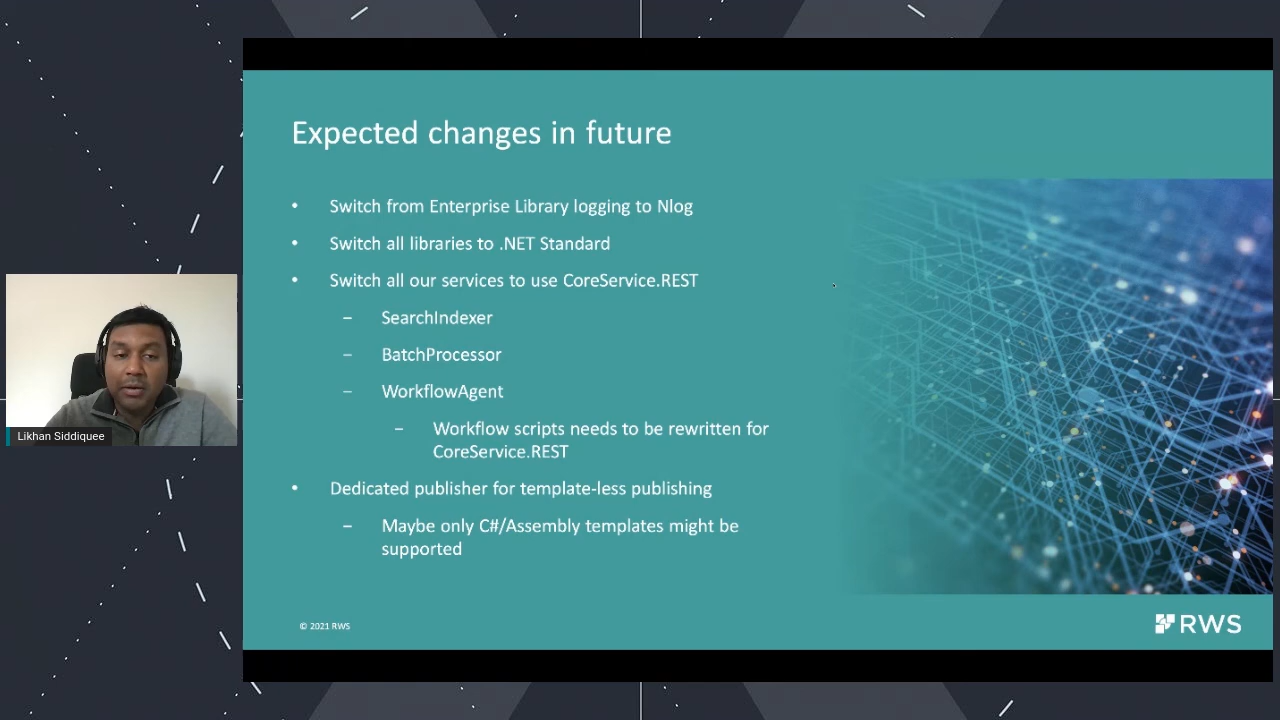 Expected changes in future
• Switch from Enterprise Library logging to Nlog
• Switch all libraries to .NET Standard
• Switch all our services to use CoreService.REST
– SearchIndexer
– BatchProcessor
– WorkflowAgent
– Workflow scripts needs to be rewritten for
CoreService.REST
• Dedicated publisher for template-less publishing
– Maybe only C#/Assembly templates might be
supported
Likhan Siddiquee
© 2021 RWS
RWS